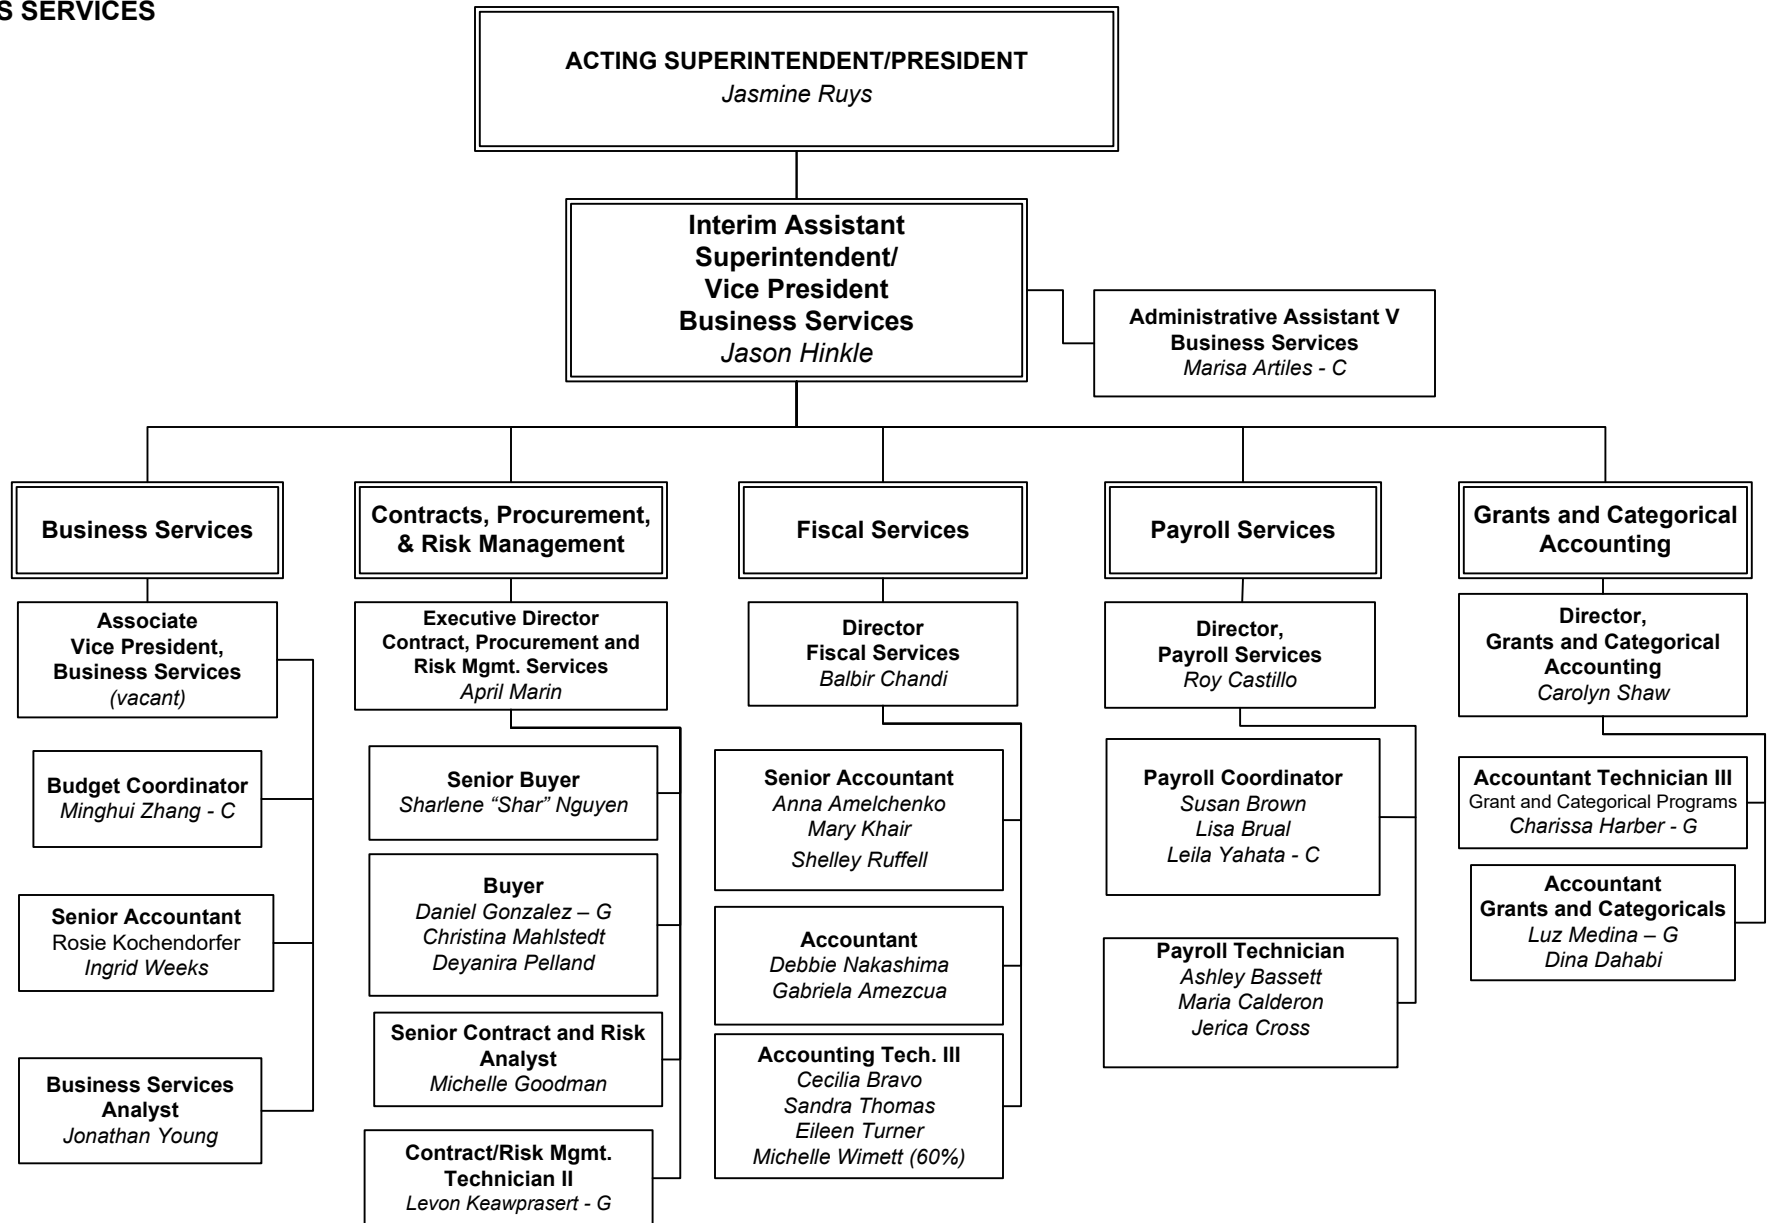 S SERVICES
ACTING SUPERINTENDENT/PRESIDENT
Jasmine Ruys
Interim Assistant
Superintendent/
Vice President
Business Services
Jason Hinkle
Administrative Assistant V
Business Services
Marisa Artiles - C
Business Services
Contracts, Procurement,
& Risk Management
Fiscal Services
Payroll Services
Grants and Categorical
Accounting
Associate
Vice President,
Business Services
(vacant)
Budget Coordinator
Minghui Zhang - C
Senior Accountant
Rosie Kochendorfer
Ingrid Weeks
Business Services
Analyst
Jonathan Young
Executive Director
Contract, Procurement and
Risk Mgmt. Services
April Marin
Senior Buyer
Sharlene “Shar” Nguyen
Buyer
Daniel Gonzalez – G
Christina Mahlstedt
Deyanira Pelland
Senior Contract and Risk
Analyst
Michelle Goodman
Contract/Risk Mgmt.
Technician II
Levon Keawprasert - G
Director
Fiscal Services
Balbir Chandi
Senior Accountant
Anna Amelchenko
Mary Khair
Shelley Ruffell
Accountant
Debbie Nakashima
Gabriela Amezcua
Accounting Tech. III
Cecilia Bravo
Sandra Thomas
Eileen Turner
Michelle Wimett (60%)
Director,
Payroll Services
Roy Castillo
Payroll Coordinator
Susan Brown
Lisa Brual
Leila Yahata - C
Payroll Technician
Ashley Bassett
Maria Calderon
Jerica Cross
Director,
Grants and Categorical
Accounting
Carolyn Shaw
Accountant Technician III
Grant and Categorical Programs
Charissa Harber - G
Accountant
Grants and Categoricals
Luz Medina – G
Dina Dahabi